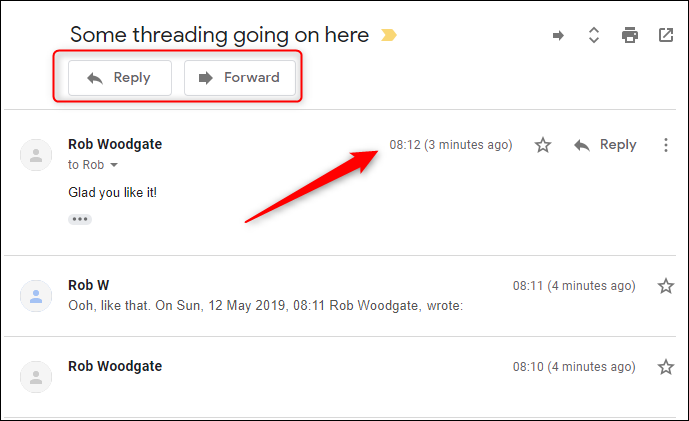 Some threading going on here
Reply Forward
Rob Woodgate 08:12 (3 minutes ago) Reply
to Rob
Glad you like it!
Rob W 08:11 (4 minutes ago)
Ooh, like that. On Sun, 12 May 2019, 08:11 Rob Woodgate, wrote:
Rob Woodgate 08:10 (4 minutes ago)